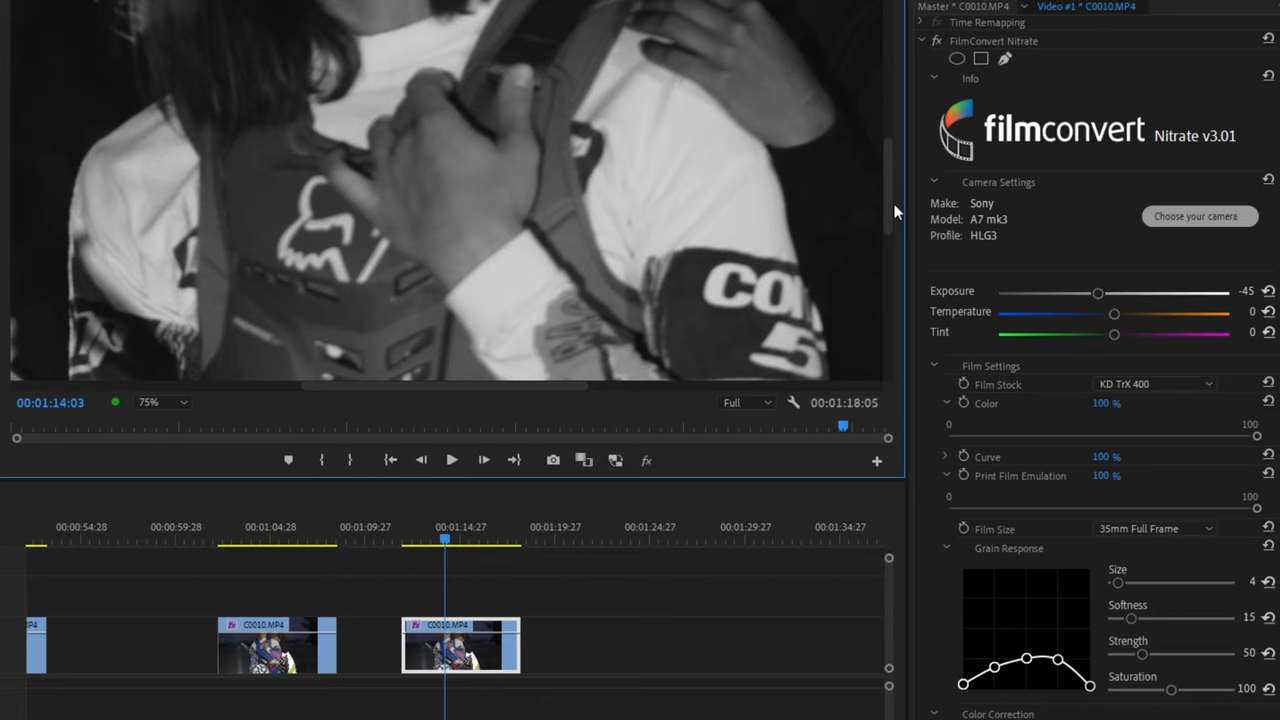 Master * C0010.MP4
Video #1 * C0010.MP4
fx Time Remapping
fx FilmConvert Nitrate
Info
filmconvert Nitrate v3.01
Camera Settings
Make: Sony
Model: A7 mk3
Profile: HLG3
Choose your camera
Exposure -45
Temperature 0
Tint 0
Film Settings
Film Stock KD TrX 400
Color 100 %
0 100
Curve 100 %
Print Film Emulation 100 %
0 100
Film Size 35mm Full Frame
Grain Response
Size 4
Softness 15
Strength 50
Saturation 100
Color Correction
5
00:01:14:03 75% Full 00:01:18:05
fx
00:00:54:28 00:00:59:28 00:01:04:28 00:01:09:27 00:01:14:27 00:01:19:27 00:01:24:27 00:01:29:27 00:01:34:27
P4 fx C0010.MP4 fx C0010.MP4